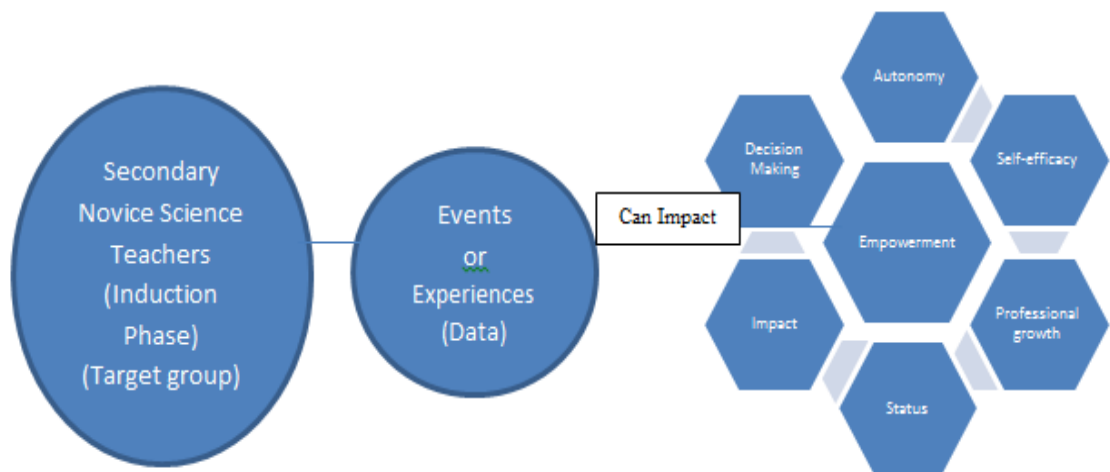 Secondary
Novice Science
Teachers
(Induction
Phase)
(Target group)
Events
or
Experiences
(Data)
Can Impact
Autonomy
Decision
Making
Self-efficacy
Empowerment
Impact
Professional
growth
Status